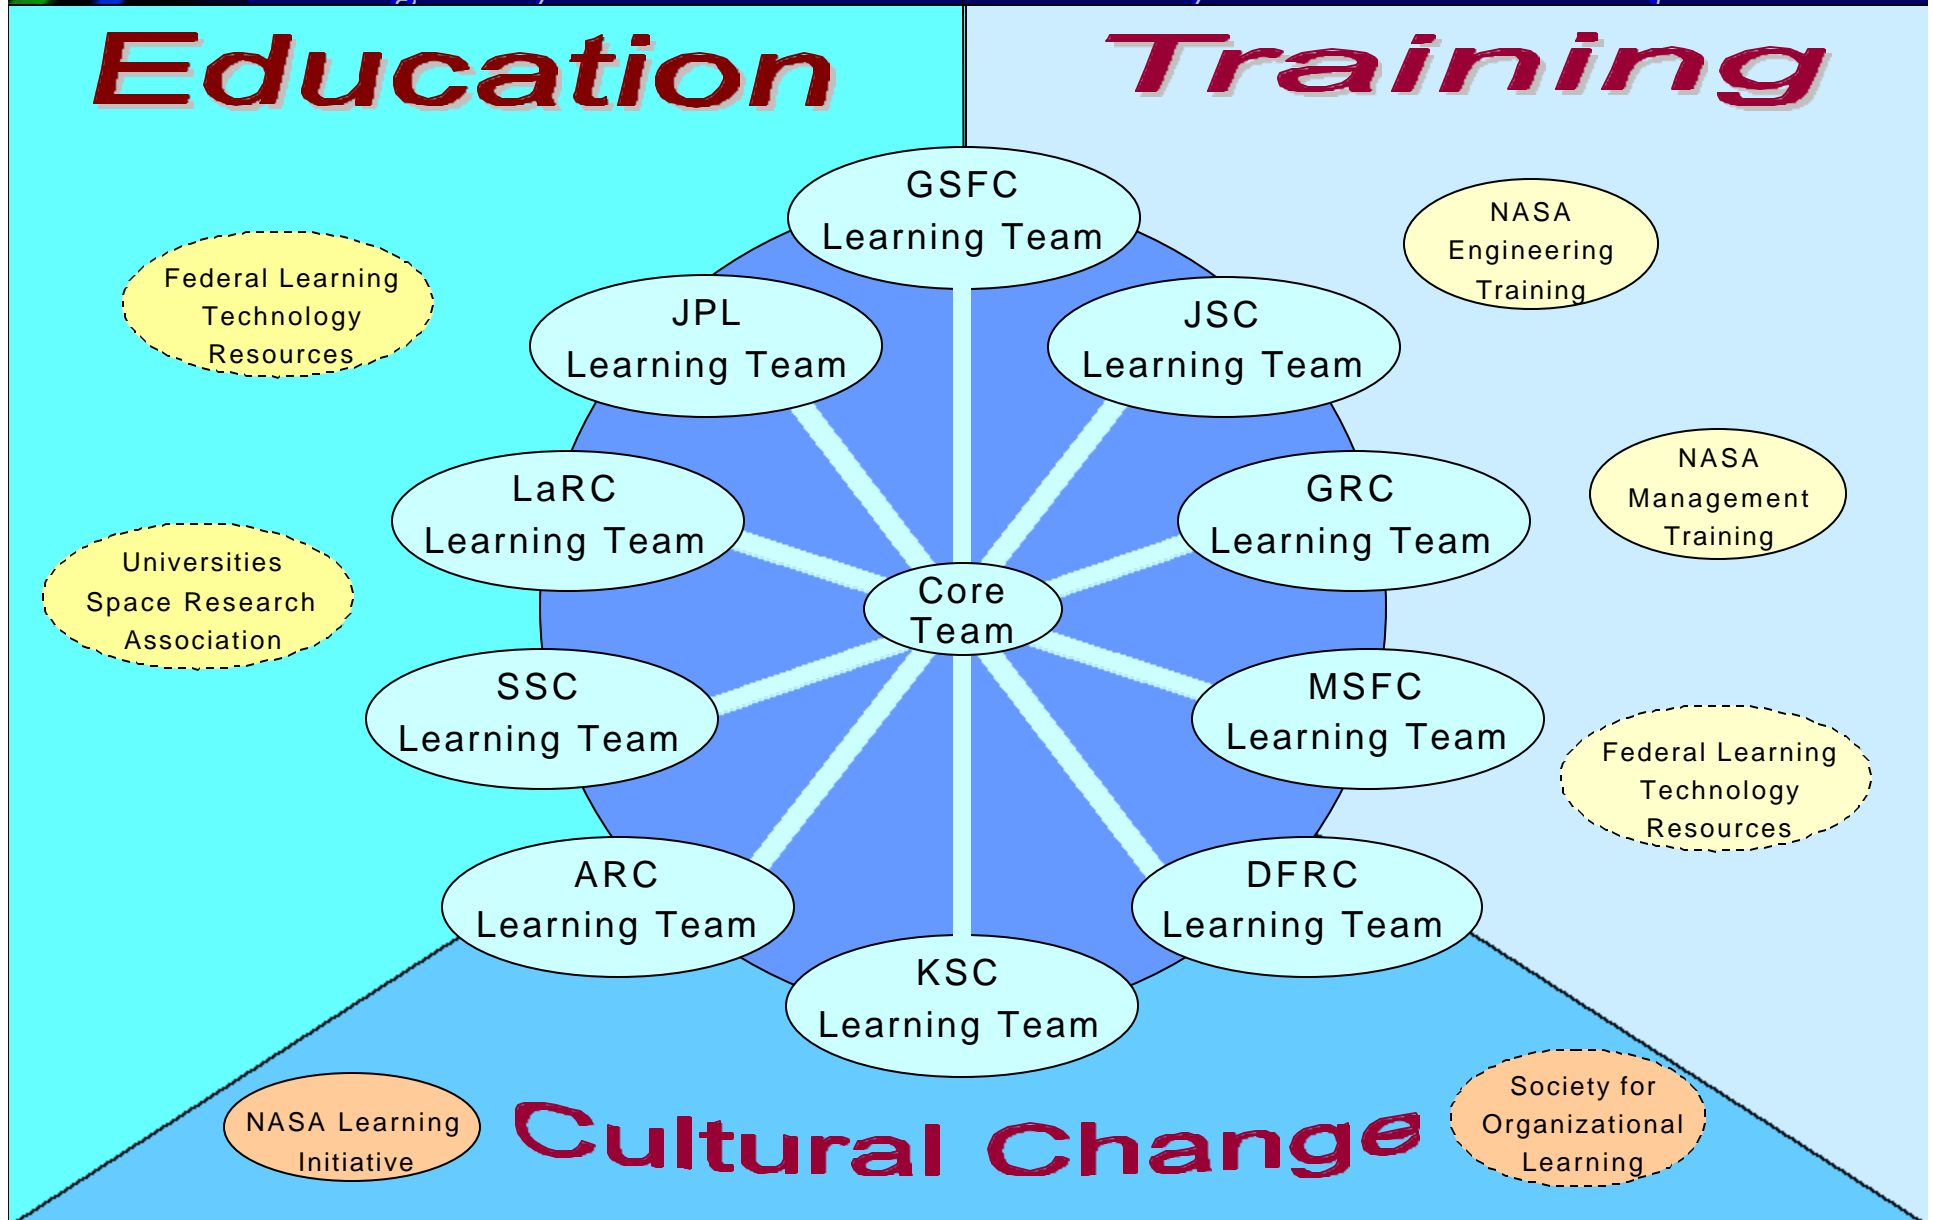 Education
Training
GSFC
Learning Team
NASA
Engineering
Training
Federal Learning
Technology
Resources
JPL
Learning Team
JSC
Learning Team
LaRC
Learning Team
GRC
Learning Team
NASA
Management
Training
Universities
Space Research
Association
Core
Team
SSC
Learning Team
MSFC
Learning Team
Federal Learning
Technology
Resources
ARC
Learning Team
DFRC
Learning Team
KSC
Learning Team
NASA Learning
Initiative
Cultural Change
Society for
Organizational
Learning